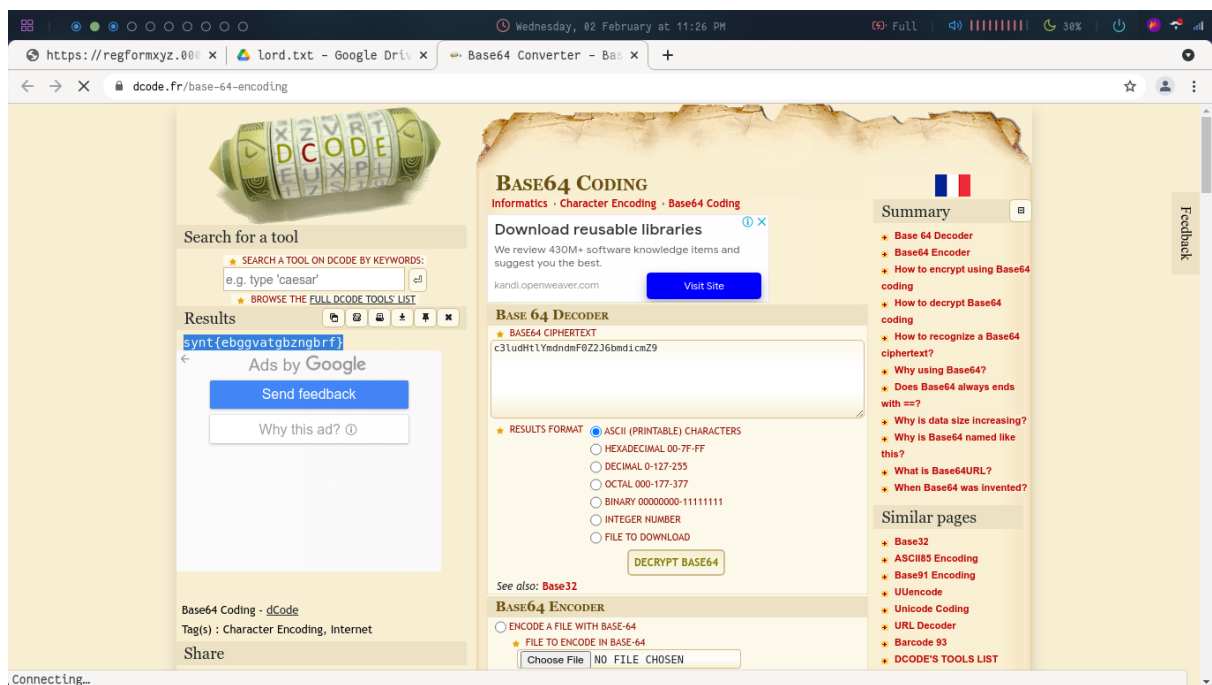 Wednesday, 02 February at 11:26 PM
Full
30%
https://regformxyz.000
lord.txt - Google Driv
Base64 Converter - Bas
dcode.fr/base-64-encoding
DCODE
Search for a tool
SEARCH A TOOL ON DCODE BY KEYWORDS:
e.g. type 'caesar'
BROWSE THE FULL DCODE TOOLS' LIST
Results
synt{ebggvatgbzngbrf}
Ads by Google
Send feedback
Why this ad?
Base64 Coding - dCode
Tag(s) : Character Encoding, Internet
Share
BASE64 CODING
Informatics · Character Encoding · Base64 Coding
Download reusable libraries
We review 430M+ software knowledge items and
suggest you the best.
kandi.openweaver.com
Visit Site
BASE 64 DECODER
BASE64 CIPHERTEXT
c3ludHtlYmdndmF0Z2J6bmdicmZ9
RESULTS FORMAT
ASCII (PRINTABLE) CHARACTERS
HEXADECIMAL 00-7F-FF
DECIMAL 0-127-255
OCTAL 000-177-377
BINARY 00000000-11111111
INTEGER NUMBER
FILE TO DOWNLOAD
DECRYPT BASE64
See also: Base32
BASE64 ENCODER
ENCODE A FILE WITH BASE-64
FILE TO ENCODE IN BASE-64
Choose File NO FILE CHOSEN
Summary
Base 64 Decoder
Base64 Encoder
How to encrypt using Base64
coding
How to decrypt Base64
coding
How to recognize a Base64
ciphertext?
Why using Base64?
Does Base64 always ends
with ==?
Why is data size increasing?
Why is Base64 named like
this?
What is Base64URL?
When Base64 was invented?
Similar pages
Base32
ASCII85 Encoding
Base91 Encoding
UUencode
Unicode Coding
URL Decoder
Barcode 93
DCODE'S TOOLS LIST
Feedback
Connecting…